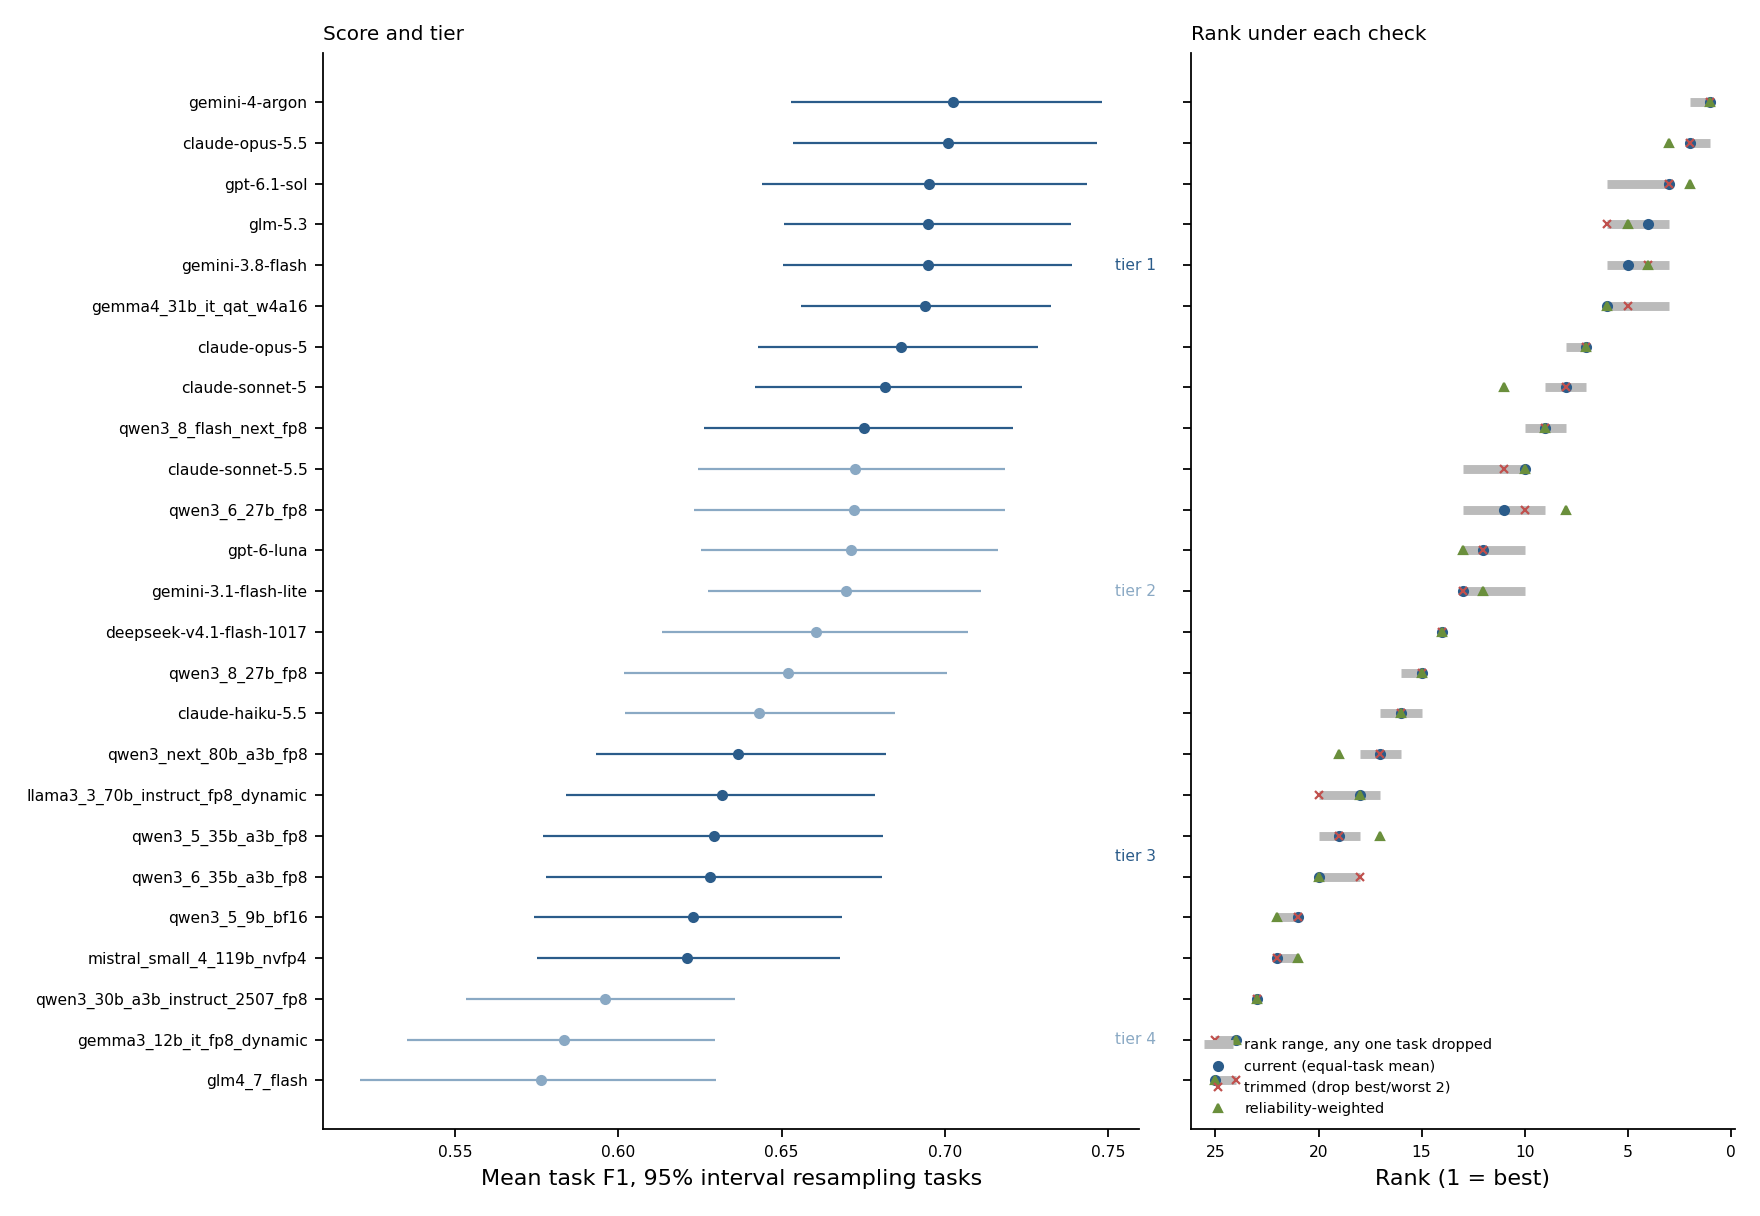 Score and tier
Rank under each check
gemini-4-argon
claude-opus-5.5
gpt-6.1-sol
glm-5.3
gemini-3.8-flash
tier 1
gemma4_31b_it_qat_w4a16
claude-opus-5
claude-sonnet-5
qwen3_8_flash_next_fp8
claude-sonnet-5.5
qwen3_6_27b_fp8
gpt-6-luna
gemini-3.1-flash-lite
tier 2
deepseek-v4.1-flash-1017
qwen3_8_27b_fp8
claude-haiku-5.5
qwen3_next_80b_a3b_fp8
llama3_3_70b_instruct_fp8_dynamic
qwen3_5_35b_a3b_fp8
tier 3
qwen3_6_35b_a3b_fp8
qwen3_5_9b_bf16
mistral_small_4_119b_nvfp4
qwen3_30b_a3b_instruct_2507_fp8
gemma3_12b_it_fp8_dynamic
tier 4
glm4_7_flash
rank range, any one task dropped
current (equal-task mean)
trimmed (drop best/worst 2)
reliability-weighted
0.55 0.60 0.65 0.70 0.75
25 20 15 10 5 0
Mean task F1, 95% interval resampling tasks
Rank (1 = best)